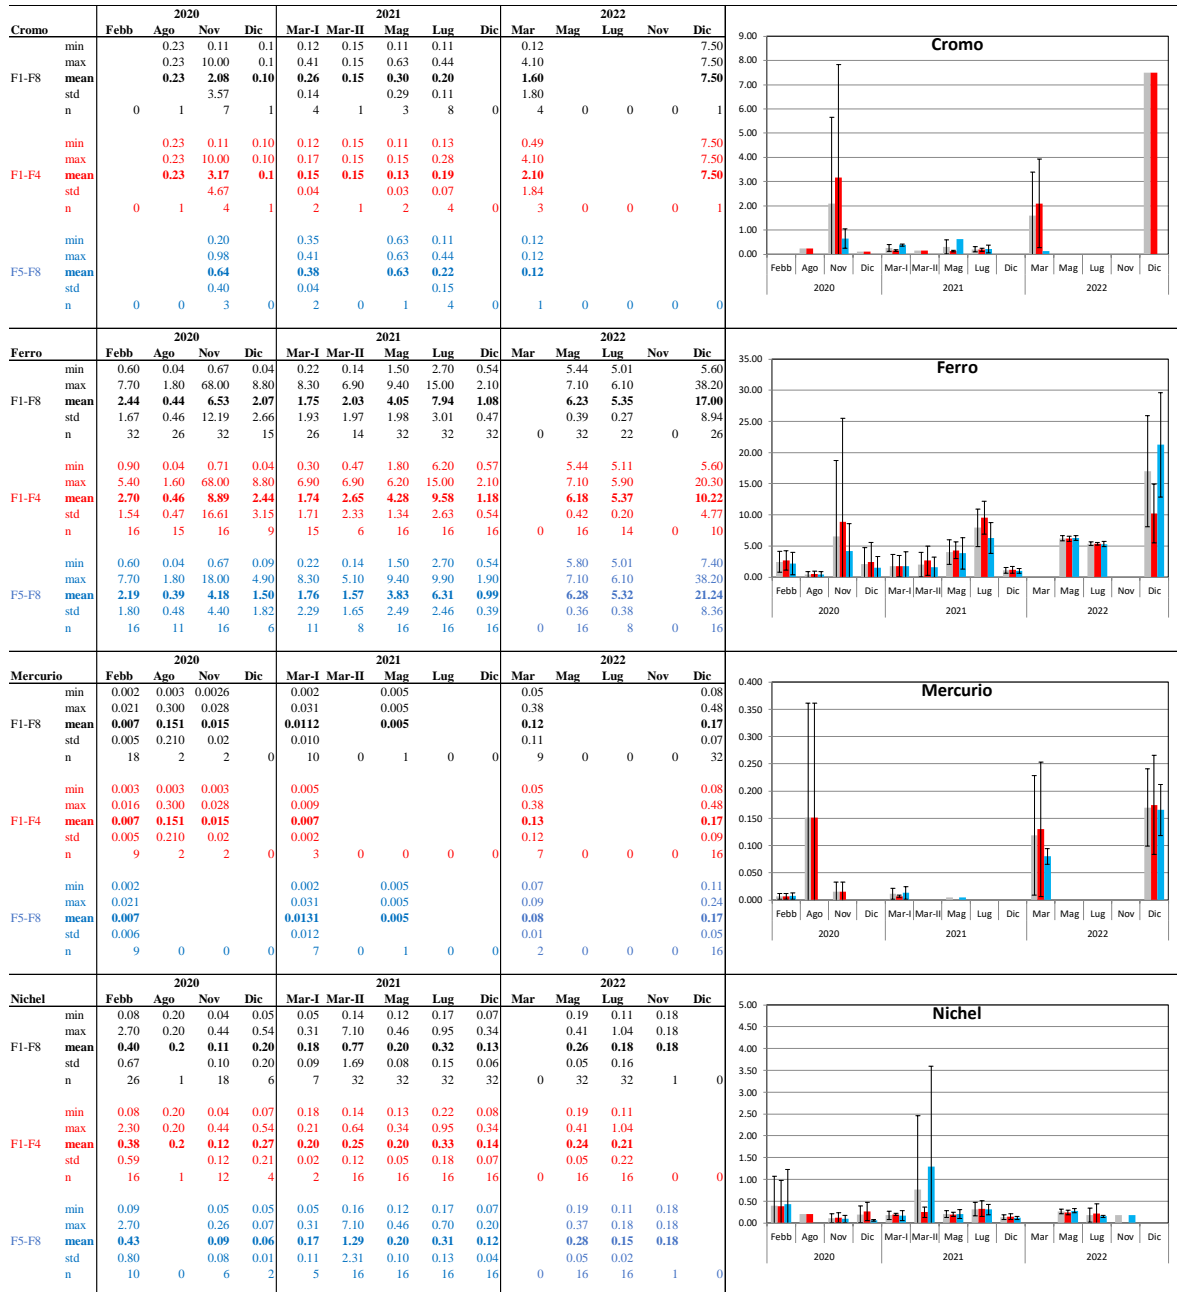 2020 2021 2022
Cromo Febb Ago Nov Dic Mar-I Mar-II Mag Lug Dic Mar Mag Lug Nov Dic
min 0.23 0.11 0.1 0.12 0.15 0.11 0.11 0.12 7.50
max 0.23 10.00 0.1 0.41 0.15 0.63 0.44 4.10 7.50
F1-F8 mean 0.23 2.08 0.10 0.26 0.15 0.30 0.20 1.60 7.50
std 3.57 0.14 0.29 0.11 1.80
n 0 1 7 1 4 1 3 8 0 4 0 0 0 1
min 0.23 0.11 0.10 0.12 0.15 0.11 0.13 0.49 7.50
max 0.23 10.00 0.10 0.17 0.15 0.15 0.28 4.10 7.50
F1-F4 mean 0.23 3.17 0.1 0.15 0.15 0.13 0.19 2.10 7.50
std 4.67 0.04 0.03 0.07 1.84
n 0 1 4 1 2 1 2 4 0 3 0 0 0 1
min 0.20 0.35 0.63 0.11 0.12
max 0.98 0.41 0.63 0.44 0.12
F5-F8 mean 0.64 0.38 0.63 0.22 0.12
std 0.40 0.04 0.15
n 0 0 3 0 2 0 1 4 0 1 0 0 0 0
Cromo
9.00
8.00
7.00
6.00
5.00
4.00
3.00
2.00
1.00
0.00
Febb Ago Nov Dic Mar-I Mar-II Mag Lug Dic Mar Mag Lug Nov Dic
2020 2021 2022
2020 2021 2022
Ferro Febb Ago Nov Dic Mar-I Mar-II Mag Lug Dic Mar Mag Lug Nov Dic
min 0.60 0.04 0.67 0.04 0.22 0.14 1.50 2.70 0.54 5.44 5.01 5.60
max 7.70 1.80 68.00 8.80 8.30 6.90 9.40 15.00 2.10 7.10 6.10 38.20
F1-F8 mean 2.44 0.44 6.53 2.07 1.75 2.03 4.05 7.94 1.08 6.23 5.35 17.00
std 1.67 0.46 12.19 2.66 1.93 1.97 1.98 3.01 0.47 0.39 0.27 8.94
n 32 26 32 15 26 14 32 32 32 0 32 22 0 26
min 0.90 0.04 0.71 0.04 0.30 0.47 1.80 6.20 0.57 5.44 5.11 5.60
max 5.40 1.60 68.00 8.80 6.90 6.90 6.20 15.00 2.10 7.10 5.90 20.30
F1-F4 mean 2.70 0.46 8.89 2.44 1.74 2.65 4.28 9.58 1.18 6.18 5.37 10.22
std 1.54 0.47 16.61 3.15 1.71 2.33 1.34 2.63 0.54 0.42 0.20 4.77
n 16 15 16 9 15 6 16 16 16 0 16 14 0 10
min 0.60 0.04 0.67 0.09 0.22 0.14 1.50 2.70 0.54 5.80 5.01 7.40
max 7.70 1.80 18.00 4.90 8.30 5.10 9.40 9.90 1.90 7.10 6.10 38.20
F5-F8 mean 2.19 0.39 4.18 1.50 1.76 1.57 3.83 6.31 0.99 6.28 5.32 21.24
std 1.80 0.48 4.40 1.82 2.29 1.65 2.49 2.46 0.39 0.36 0.38 8.36
n 16 11 16 6 11 8 16 16 16 0 16 8 0 16
Ferro
35.00
30.00
25.00
20.00
15.00
10.00
5.00
0.00
Febb Ago Nov Dic Mar-I Mar-II Mag Lug Dic Mar Mag Lug Nov Dic
2020 2021 2022
2020 2021 2022
Mercurio Febb Ago Nov Dic Mar-I Mar-II Mag Lug Dic Mar Mag Lug Nov Dic
min 0.002 0.003 0.0026 0.002 0.005 0.05 0.08
max 0.021 0.300 0.028 0.031 0.005 0.38 0.48
F1-F8 mean 0.007 0.151 0.015 0.0112 0.005 0.12 0.17
std 0.005 0.210 0.02 0.010 0.11 0.07
n 18 2 2 0 10 0 1 0 0 9 0 0 0 32
min 0.003 0.003 0.003 0.005 0.05 0.08
max 0.016 0.300 0.028 0.009 0.38 0.48
F1-F4 mean 0.007 0.151 0.015 0.007 0.13 0.17
std 0.005 0.210 0.02 0.002 0.12 0.09
n 9 2 2 0 3 0 0 0 0 7 0 0 0 16
min 0.002 0.002 0.005 0.07 0.11
max 0.021 0.031 0.005 0.09 0.24
F5-F8 mean 0.007 0.0131 0.005 0.08 0.17
std 0.006 0.012 0.01 0.05
n 9 0 0 0 7 0 1 0 0 2 0 0 0 16
Mercurio
0.400
0.350
0.300
0.250
0.200
0.150
0.100
0.050
0.000
Febb Ago Nov Dic Mar-I Mar-II Mag Lug Dic Mar Mag Lug Nov Dic
2020 2021 2022
2020 2021 2022
Nichel Febb Ago Nov Dic Mar-I Mar-II Mag Lug Dic Mar Mag Lug Nov Dic
min 0.08 0.20 0.04 0.05 0.05 0.14 0.12 0.17 0.07 0.19 0.11 0.18
max 2.70 0.20 0.44 0.54 0.31 7.10 0.46 0.95 0.34 0.41 1.04 0.18
F1-F8 mean 0.40 0.2 0.11 0.20 0.18 0.77 0.20 0.32 0.13 0.26 0.18 0.18
std 0.67 0.10 0.20 0.09 1.69 0.08 0.15 0.06 0.05 0.16
n 26 1 18 6 7 32 32 32 32 0 32 32 1 0
min 0.08 0.20 0.04 0.07 0.18 0.14 0.13 0.22 0.08 0.19 0.11
max 2.30 0.20 0.44 0.54 0.21 0.64 0.34 0.95 0.34 0.41 1.04
F1-F4 mean 0.38 0.2 0.12 0.27 0.20 0.25 0.20 0.33 0.14 0.24 0.21
std 0.59 0.12 0.21 0.02 0.12 0.05 0.18 0.07 0.05 0.22
n 16 1 12 4 2 16 16 16 16 0 16 16 0 0
min 0.09 0.05 0.05 0.05 0.16 0.12 0.17 0.07 0.19 0.11 0.18
max 2.70 0.26 0.07 0.31 7.10 0.46 0.70 0.20 0.37 0.18 0.18
F5-F8 mean 0.43 0.09 0.06 0.17 1.29 0.20 0.31 0.12 0.28 0.15 0.18
std 0.80 0.08 0.01 0.11 2.31 0.10 0.13 0.04 0.05 0.02
n 10 0 6 2 5 16 16 16 16 0 16 16 1 0
Nichel
5.00
4.50
4.00
3.50
3.00
2.50
2.00
1.50
1.00
0.50
0.00
Febb Ago Nov Dic Mar-I Mar-II Mag Lug Dic Mar Mag Lug Nov Dic
2020 2021 2022